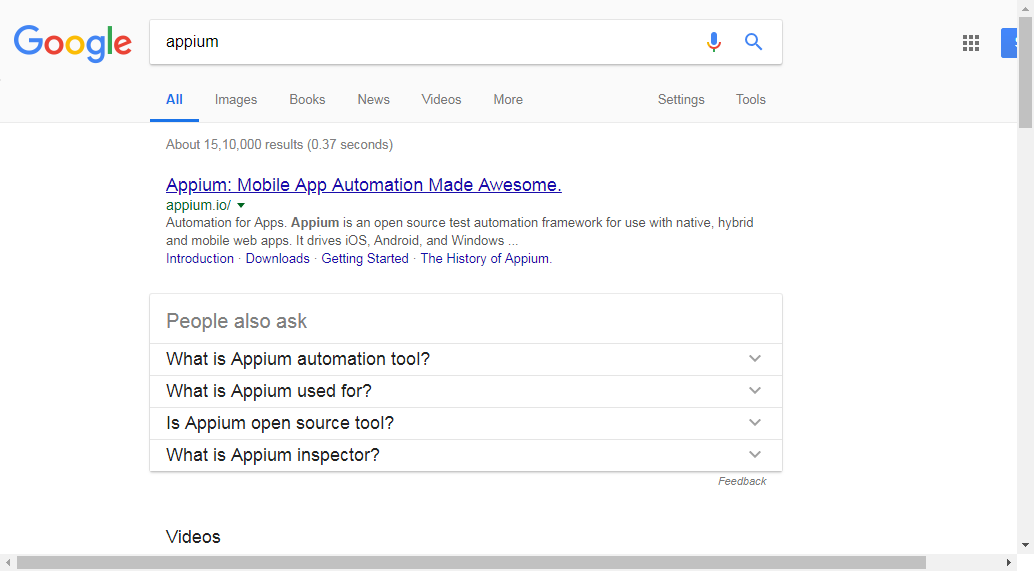 Google
appium
All Images Books News Videos More Settings Tools
About 15,10,000 results (0.37 seconds)
Appium: Mobile App Automation Made Awesome.
appium.io/
Automation for Apps. Appium is an open source test automation framework for use with native, hybrid
and mobile web apps. It drives iOS, Android, and Windows ...
Introduction · Downloads · Getting Started · The History of Appium.
People also ask
What is Appium automation tool?
What is Appium used for?
Is Appium open source tool?
What is Appium inspector?
Feedback
Videos